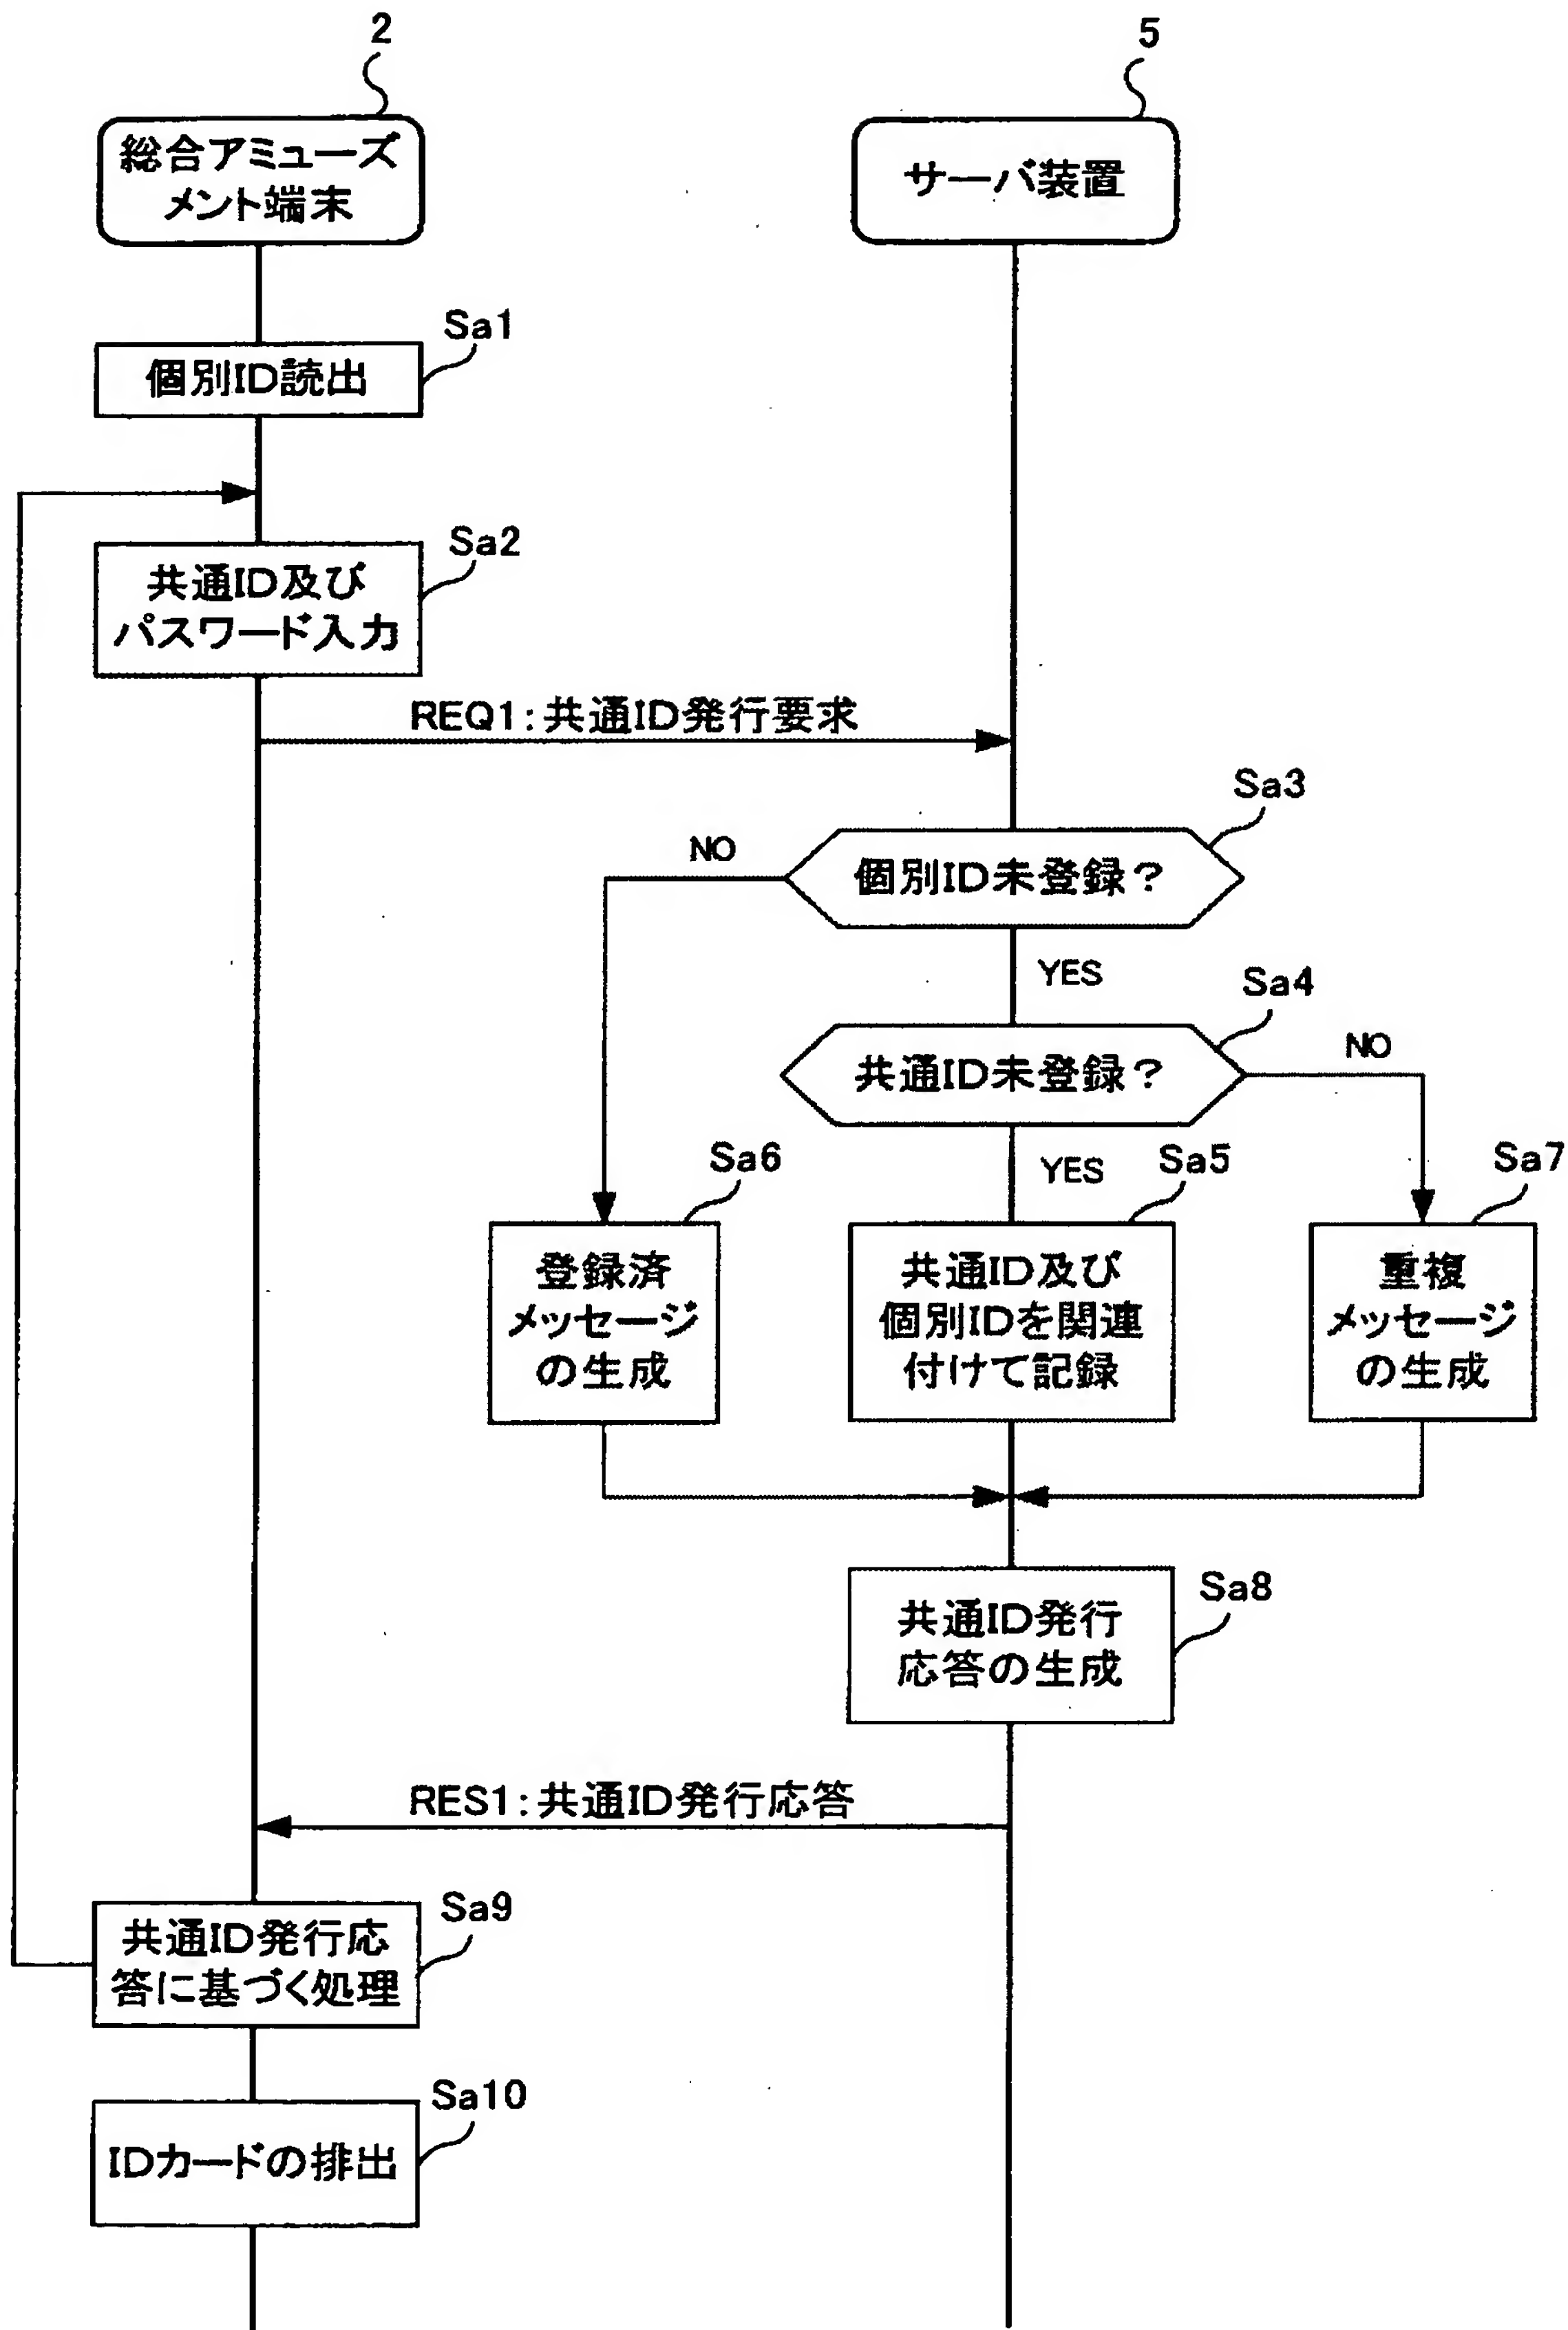 2
5
総合アミューズ
メント端末
サーバ装置
Sa1
個別ID読出
Sa2
共通ID及び
パスワード入力
REQ1:共通ID発行要求
Sa3
NO
個別ID未登録?
YES
Sa4
NO
共通ID未登録?
YES
Sa6
Sa5
Sa7
登録済
メッセージ
の生成
共通ID及び
個別IDを関連
付けて記録
重複
メッセージ
の生成
Sa8
共通ID発行
応答の生成
RES1:共通ID発行応答
Sa9
共通ID発行応
答に基づく処理
Sa10
IDカードの排出